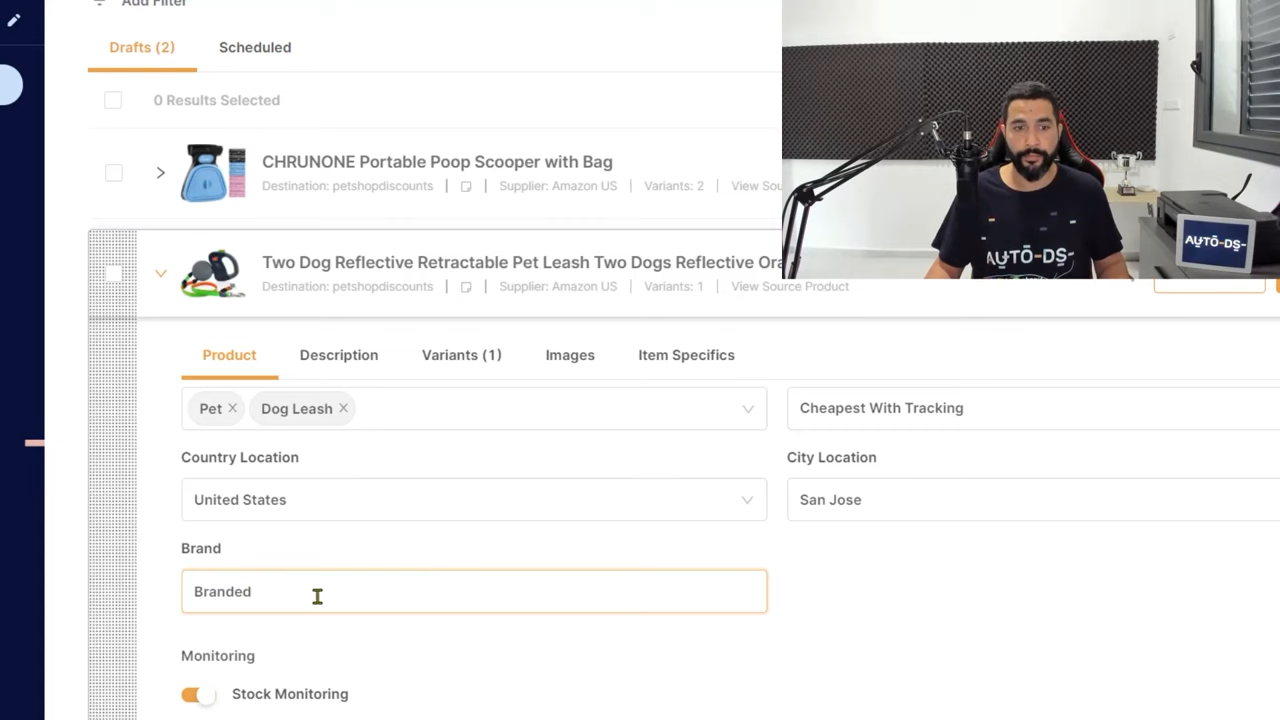 Add Filter
Drafts (2)
Scheduled
0 Results Selected
CHRUNONE Portable Poop Scooper with Bag
Destination: petshopdiscounts | | Supplier: Amazon US | Variants: 2 | View Sou
Two Dog Reflective Retractable Pet Leash Two Dogs Reflective Ora
Destination: petshopdiscounts | | Supplier: Amazon US | Variants: 1 | View Source Product
AUTŌ-DS-
AUTŌ-DS-
Product
Description
Variants (1)
Images
Item Specifics
Pet
Dog Leash
Cheapest With Tracking
Country Location
City Location
United States
San Jose
Brand
Branded
Monitoring
Stock Monitoring